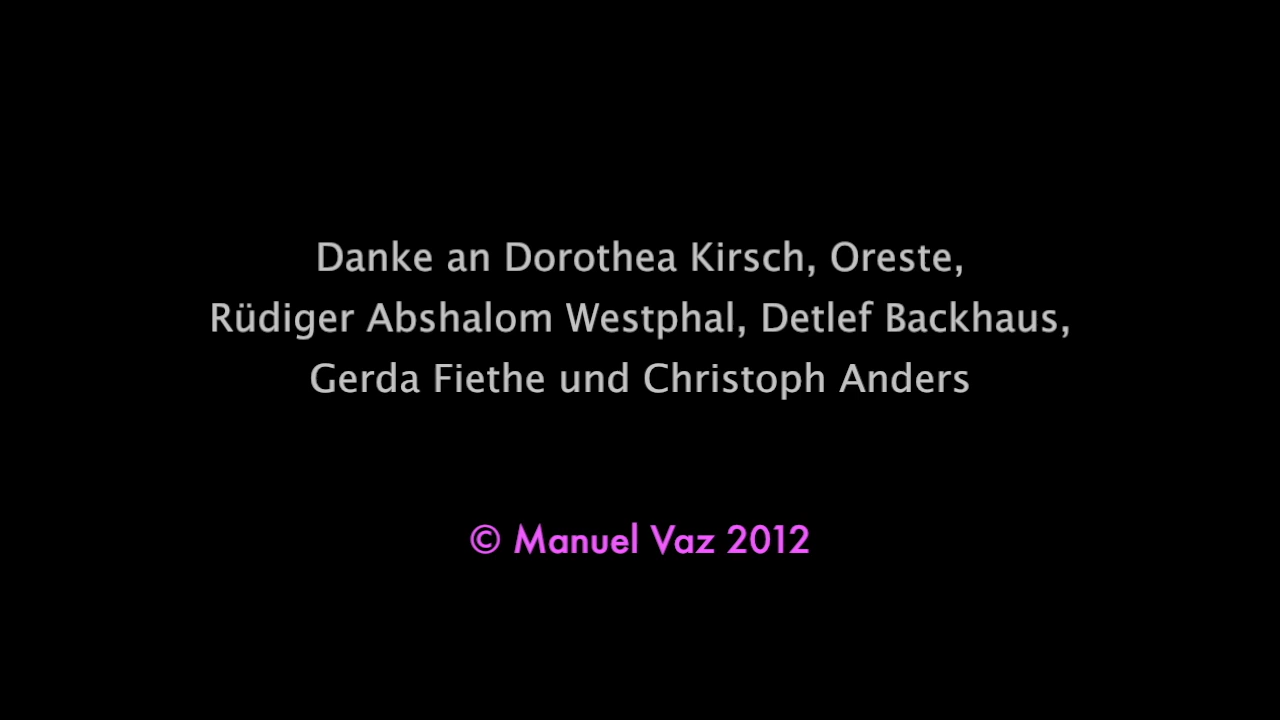 Danke an Dorothea Kirsch, Oreste,
Rüdiger Abshalom Westphal, Detlef Backhaus,
Gerda Fiethe und Christoph Anders
© Manuel Vaz 2012